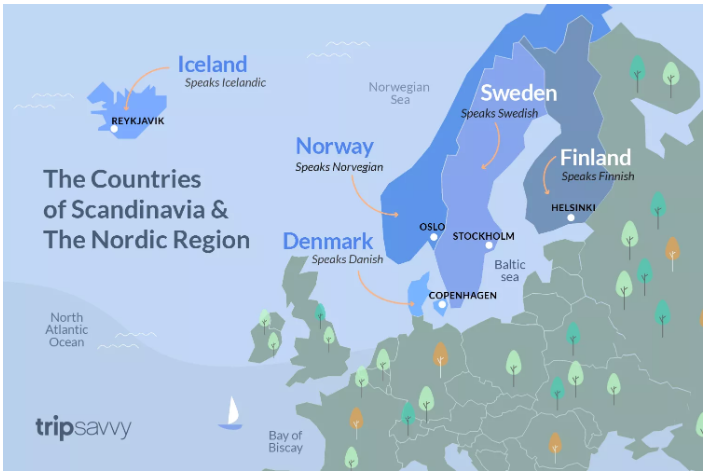 Iceland
Speaks Icelandic
REYKJAVIK
Norwegian
Sea
Sweden
Speaks Swedish
Norway
Speaks Norvegian
Finland
Speaks Finnish
The Countries
of Scandinavia &
The Nordic Region
HELSINKI
OSLO
STOCKHOLM
Denmark
Speaks Danish
Baltic
sea
COPENHAGEN
North
Atlantic
Ocean
tripsavvy
Bay of
Biscay